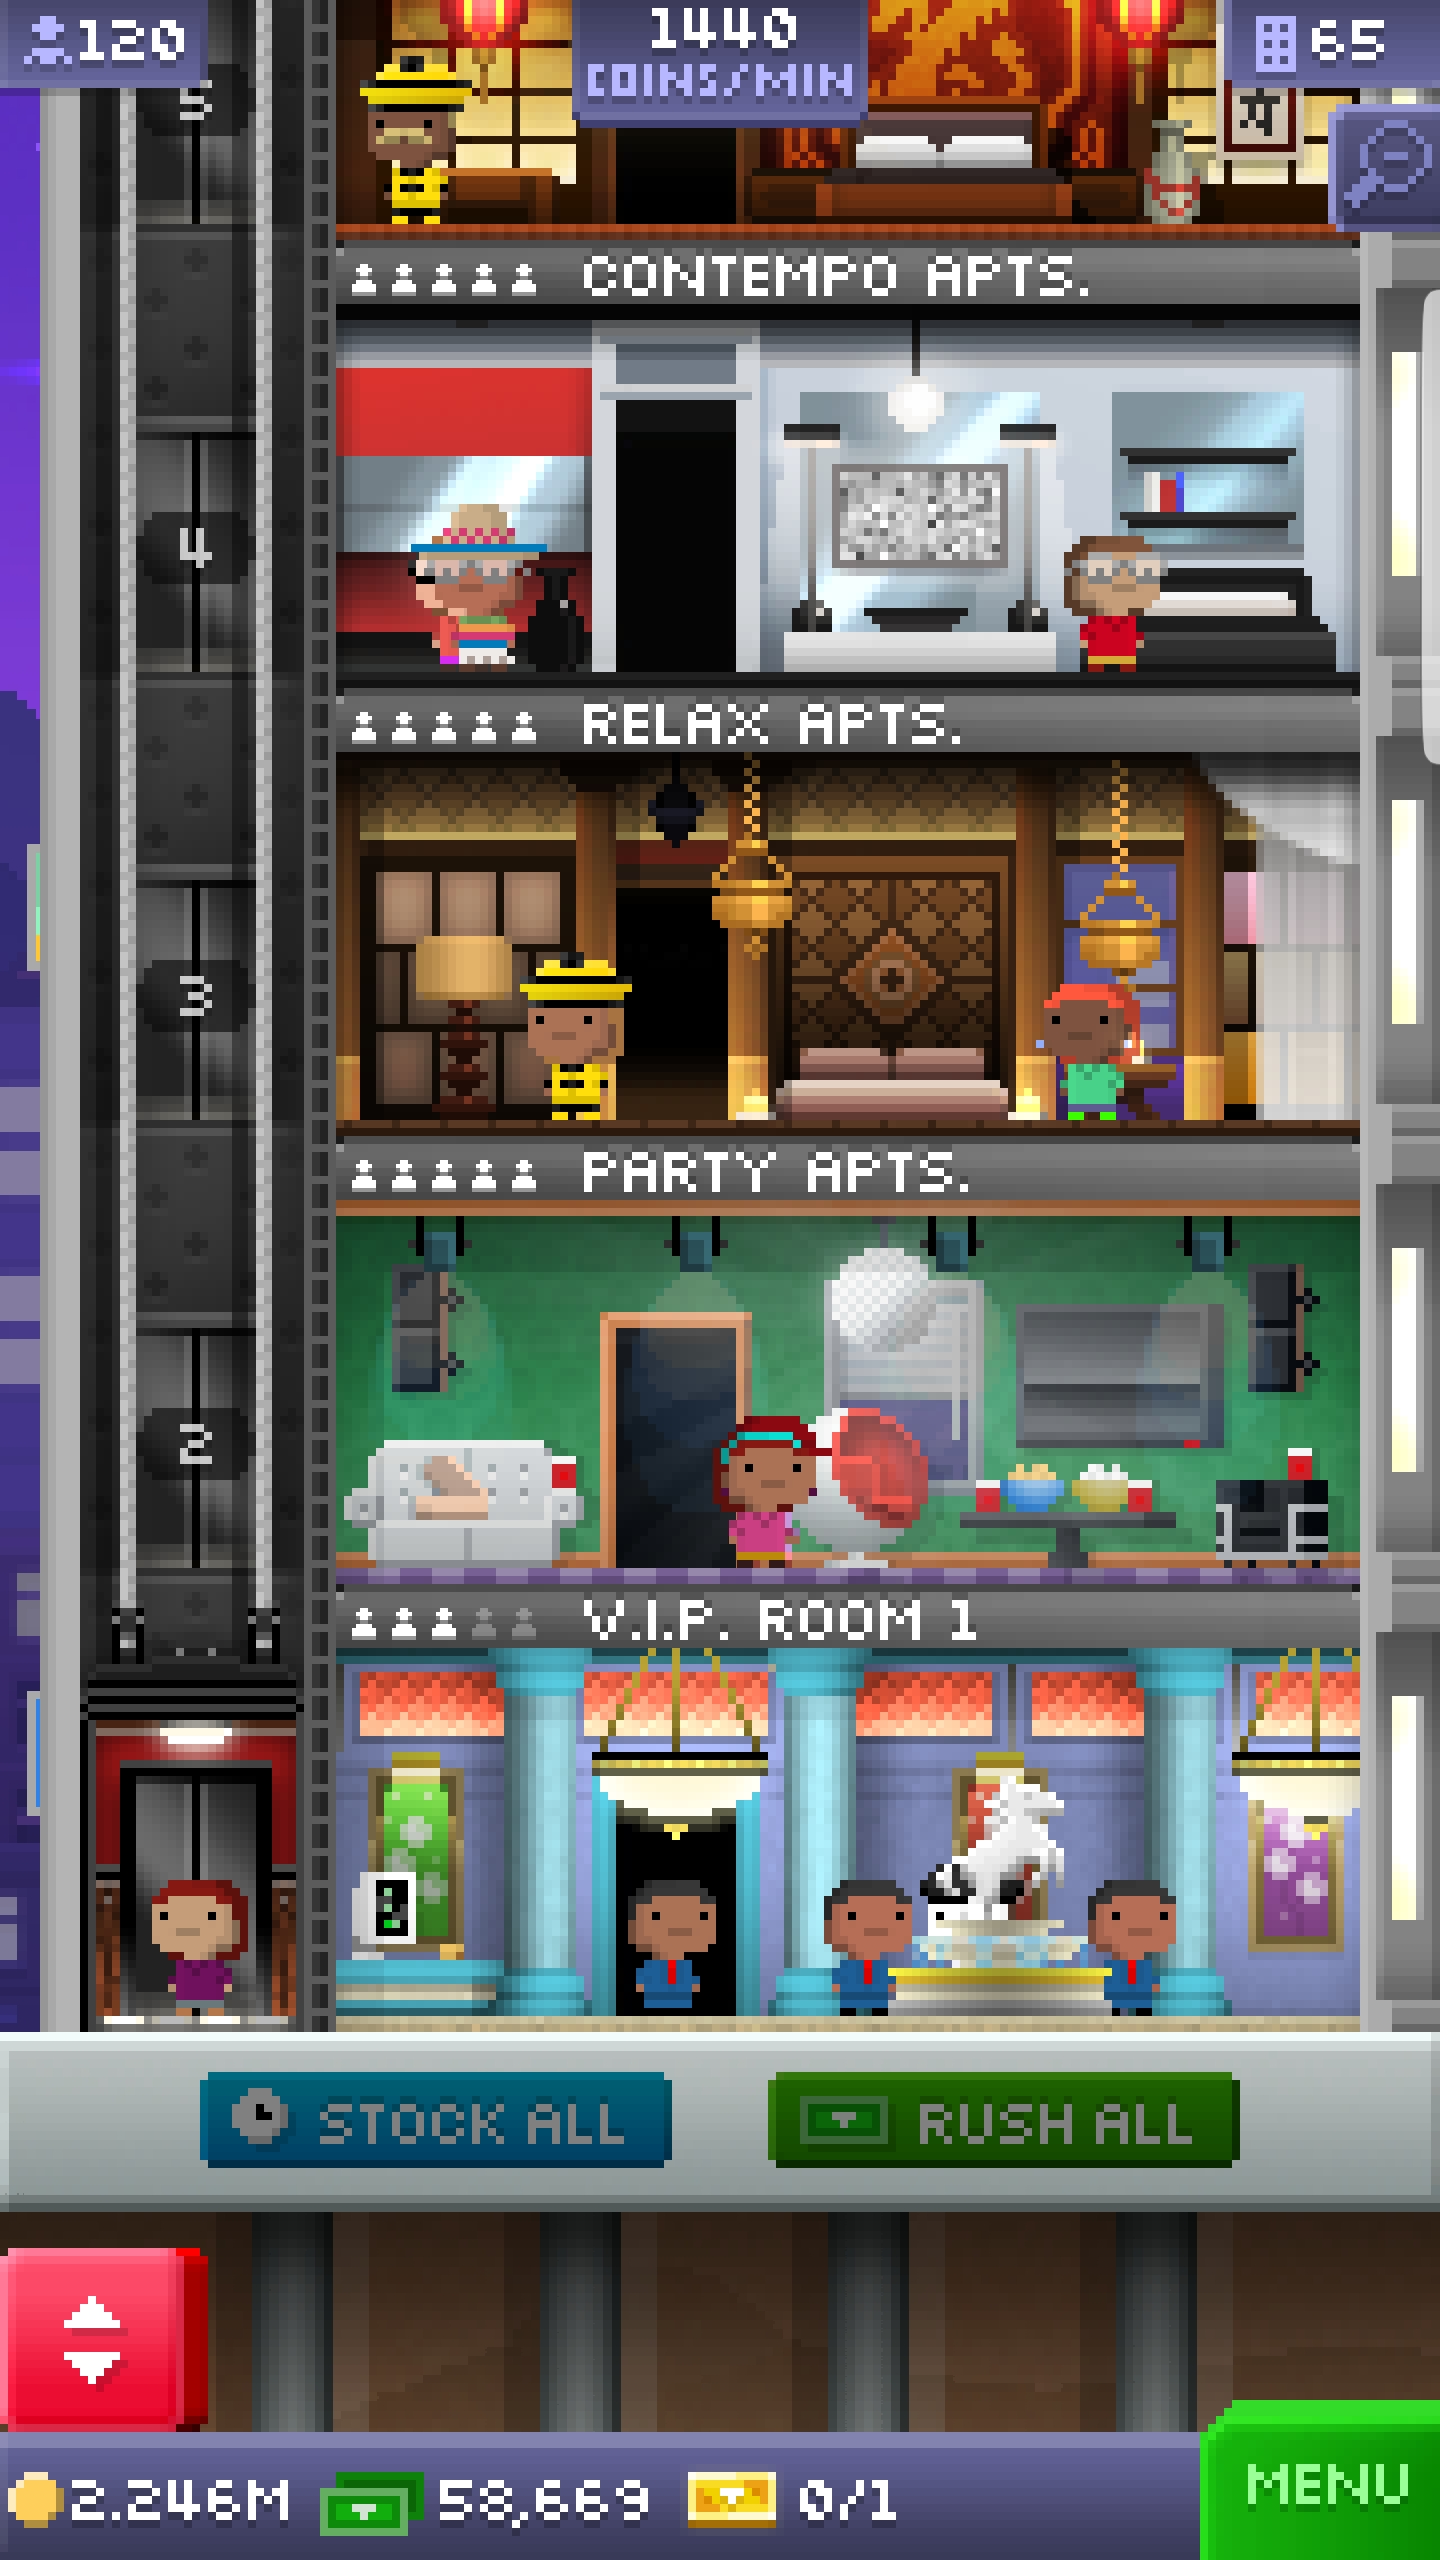 120
1440
COINS/MIN
65
5
CONTEMPO APTS.
4
RELAX APTS.
3
PARTY APTS.
2
V.I.P. ROOM 1
STOCK ALL
RUSH ALL
2.246M
58,669
0/1
MENU